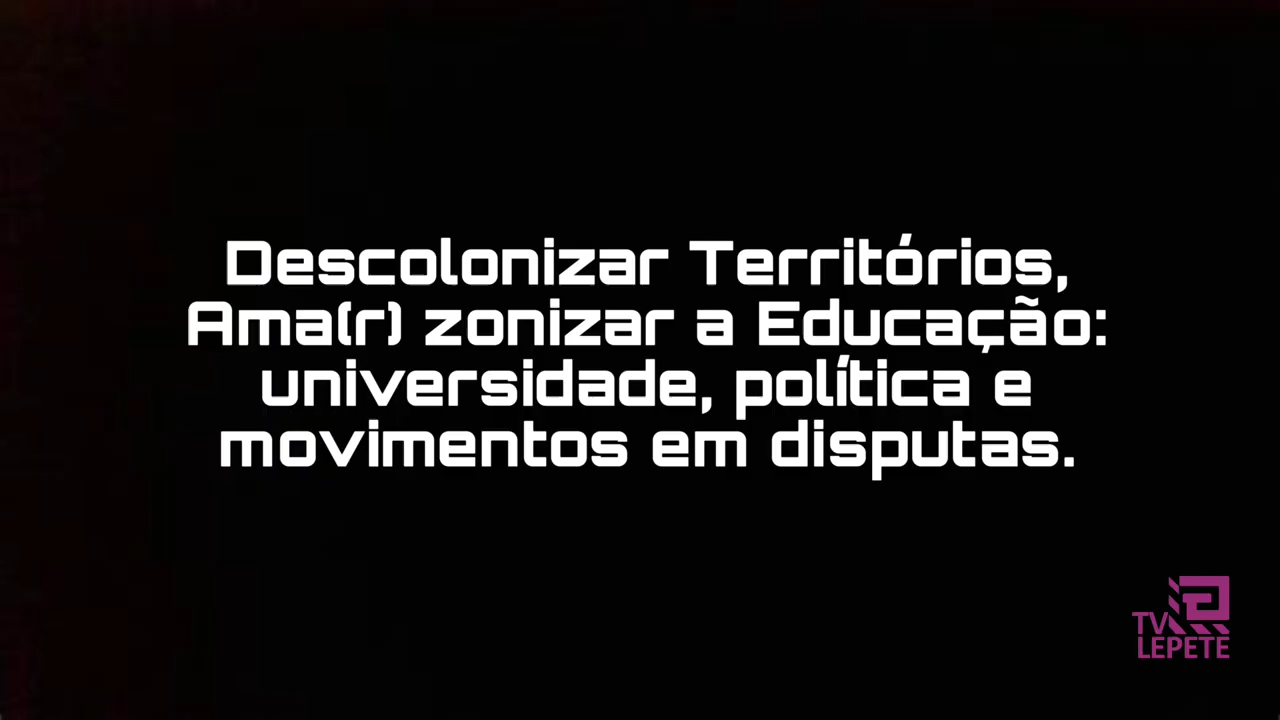 Descolonizar Territórios,
Ama(r) zonizar a Educação:
universidade, política e
movimentos em disputas.
TV
LEPETE